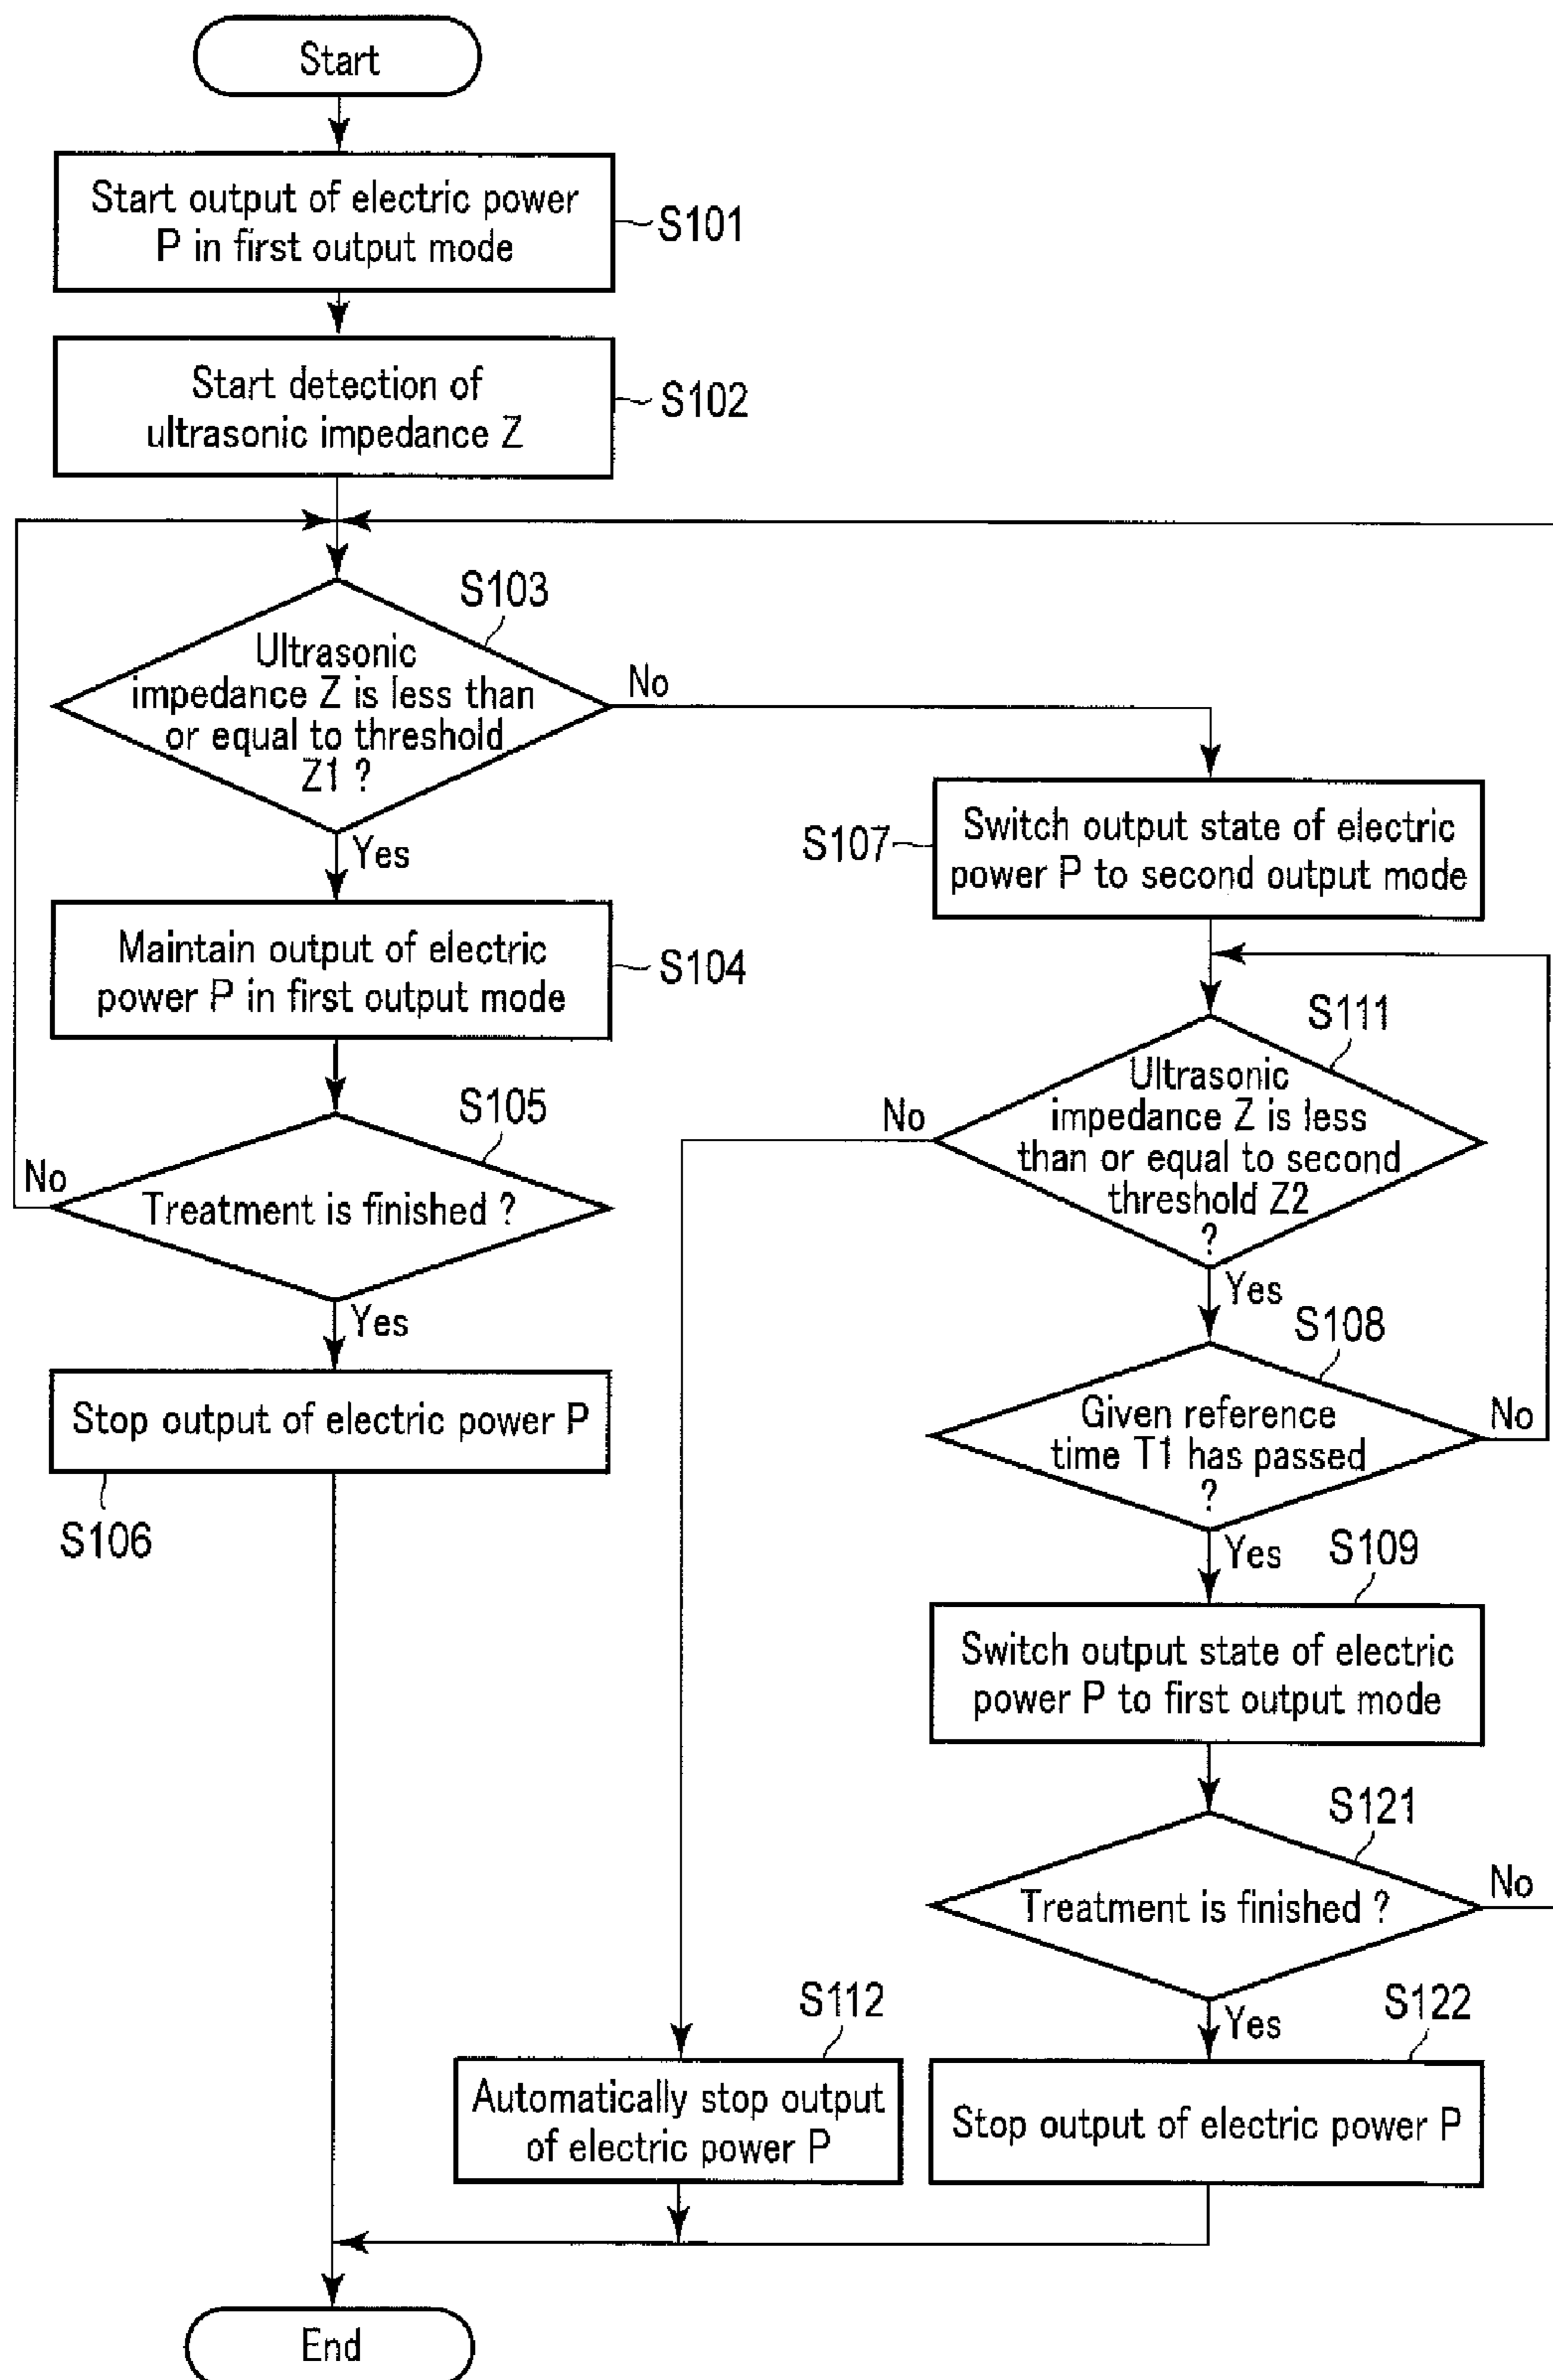 Start
Start output of electric power
P in first output mode
S101
Start detection of
ultrasonic impedance Z
S102
S103
Ultrasonic
impedance Z is less than
or equal to threshold
Z1 ?
No
Yes
Maintain output of electric
power P in first output mode
S104
S105
Treatment is finished ?
No
Yes
Stop output of electric power P
S106
S107
Switch output state of electric
power P to second output mode
S111
Ultrasonic
impedance Z is less
than or equal to second
threshold Z2
?
No
Yes
S108
Given reference
time T1 has passed
?
No
Yes
S109
Switch output state of electric
power P to first output mode
S121
Treatment is finished ?
No
Yes
S112
Automatically stop output
of electric power P
S122
Stop output of electric power P
End